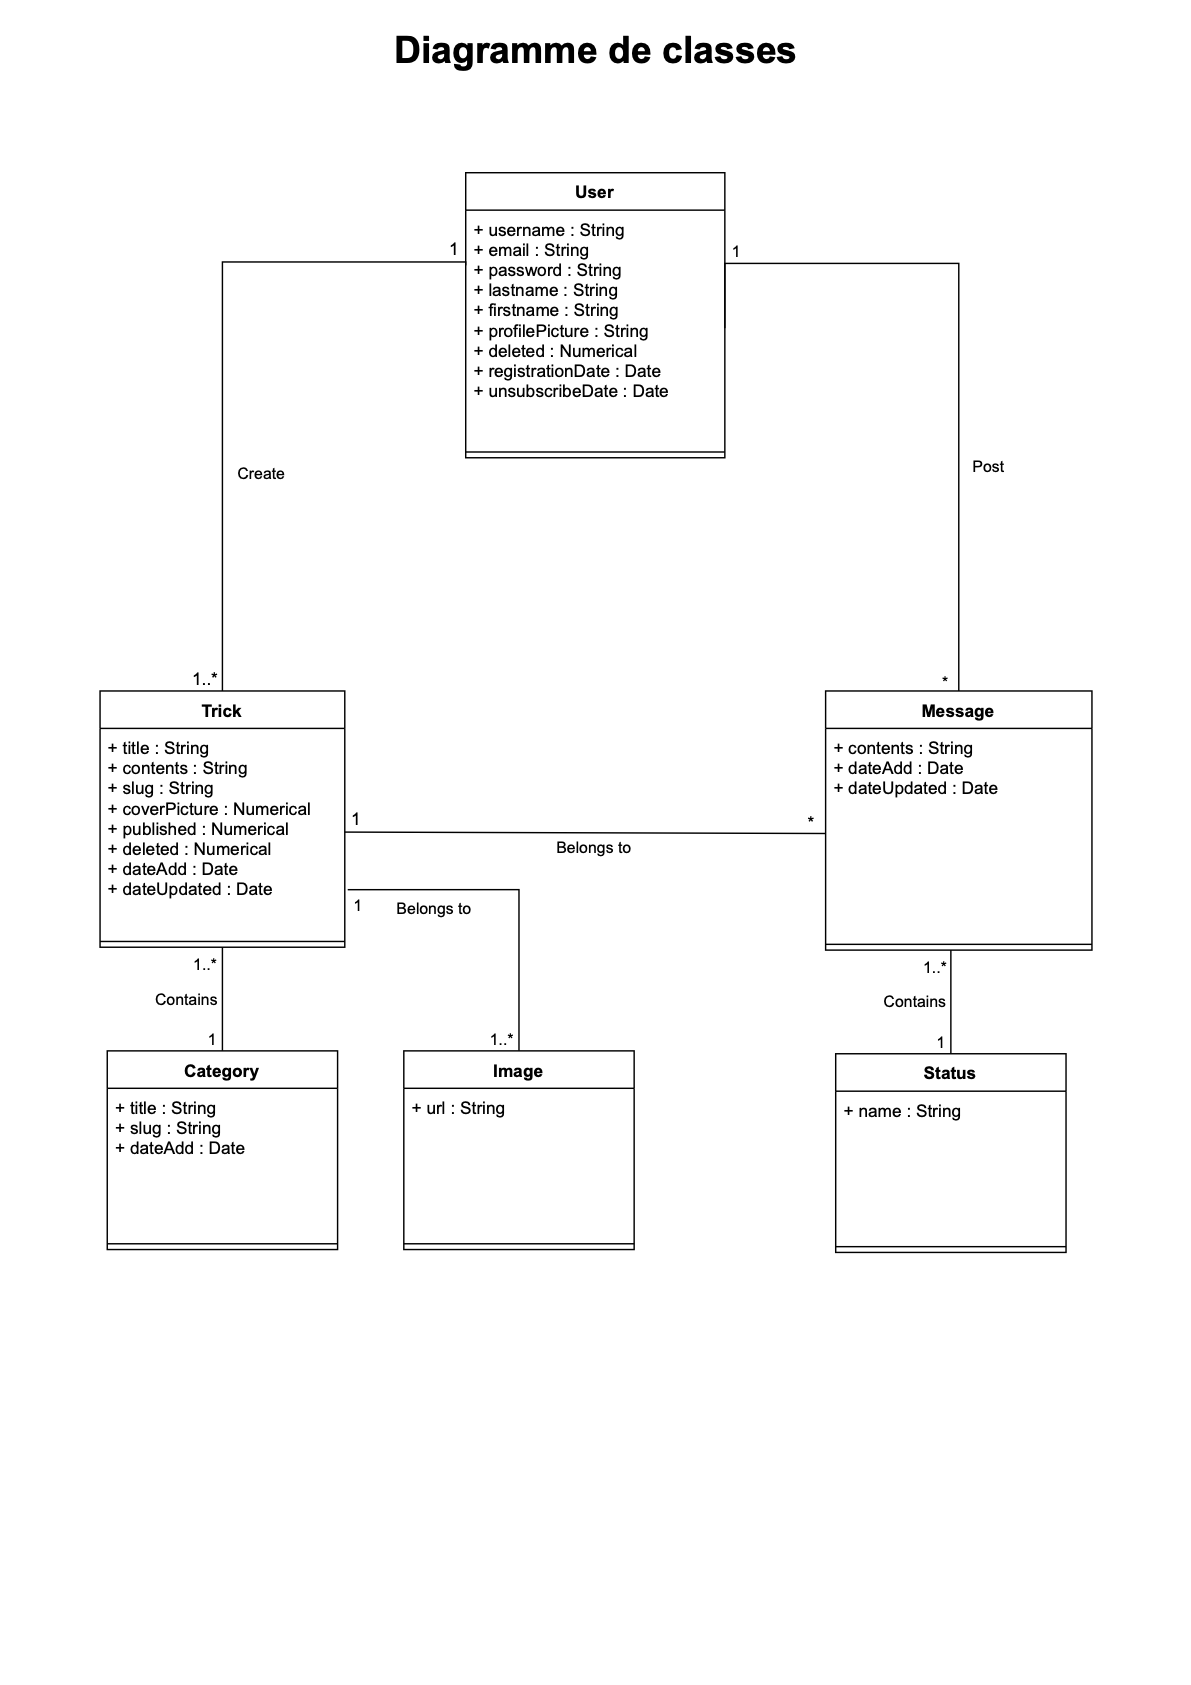 Diagramme de classes
User
+ username : String
+ email : String
+ password : String
+ lastname : String
+ firstname : String
+ profilePicture : String
+ deleted : Numerical
+ registrationDate : Date
+ unsubscribeDate : Date
1
1
Create
Post
1..*
*
Trick
+ title : String
+ contents : String
+ slug : String
+ coverPicture : Numerical
+ published : Numerical
+ deleted : Numerical
+ dateAdd : Date
+ dateUpdated : Date
Message
+ contents : String
+ dateAdd : Date
+ dateUpdated : Date
1
*
Belongs to
1
Belongs to
1..*
1..*
Contains
1
1..*
Contains
1
Category
+ title : String
+ slug : String
+ dateAdd : Date
Image
+ url : String
Status
+ name : String